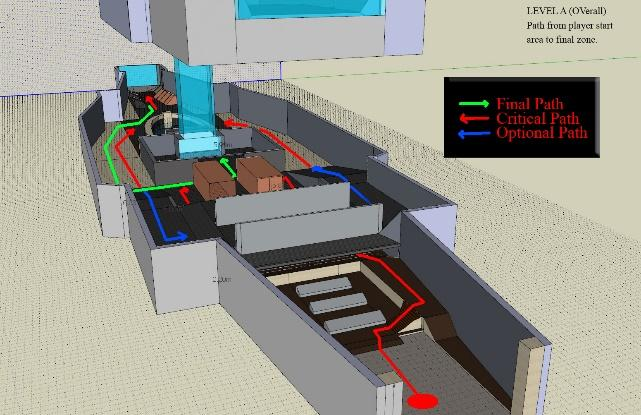 LEVEL A (OVerall)
Path from player start
area to final zone.
Final Path
Critical Path
Optional Path